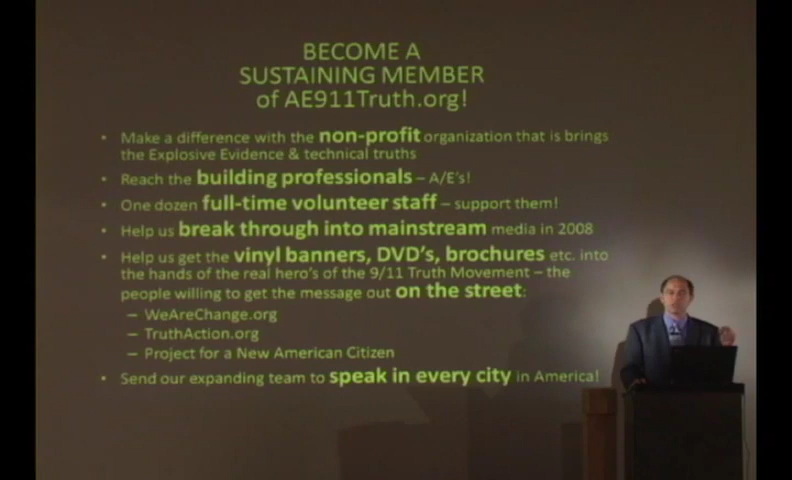 BECOME A
SUSTAINING MEMBER
of AE911Truth.org!
• Make a difference with the non-profit organization that is brings
the Explosive Evidence & technical truths
• Reach the building professionals – A/E's!
• One dozen full-time volunteer staff – support them!
• Help us break through into mainstream media in 2008
• Help us get the vinyl banners, DVD's, brochures etc. into
the hands of the real hero's of the 9/11 Truth Movement – the
people willing to get the message out on the street:
– WeAreChange.org
– TruthAction.org
– Project for a New American Citizen
• Send our expanding team to speak in every city in America!